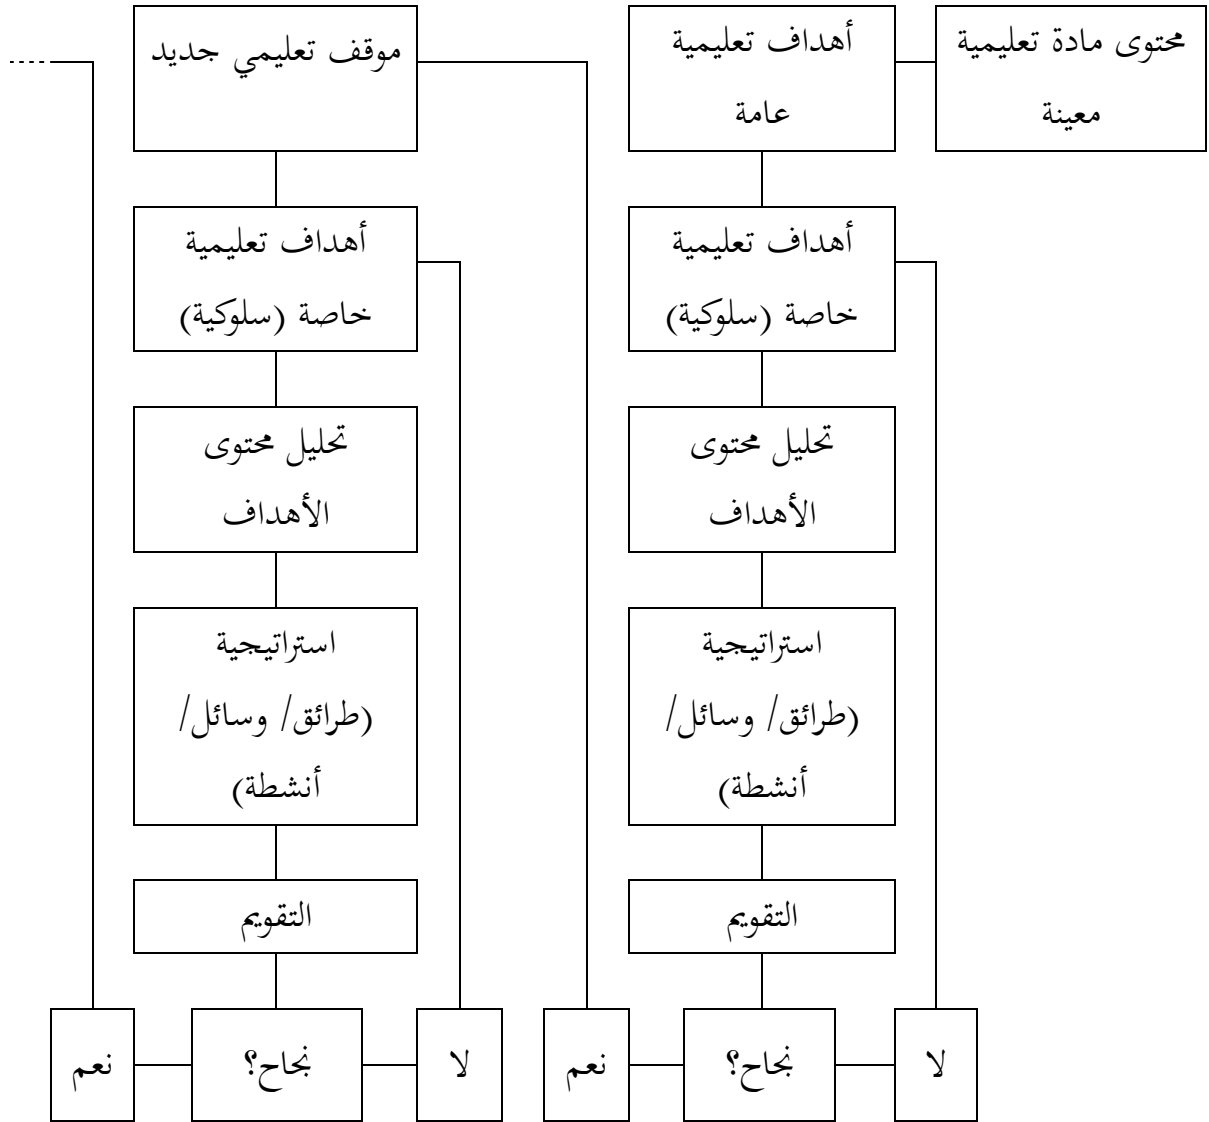 محتوى مادة تعليمية
معينة
أهداف تعليمية
عامة
أهداف تعليمية
خاصة (سلوكية)
تحليل محتوى
الأهداف
استراتيجية
(طرائق/ وسائل/
أنشطة)
التقويم
لا
نجاح؟
نعم
موقف تعليمي جديد
أهداف تعليمية
خاصة (سلوكية)
تحليل محتوى
الأهداف
استراتيجية
(طرائق/ وسائل/
أنشطة)
التقويم
لا
نجاح؟
نعم